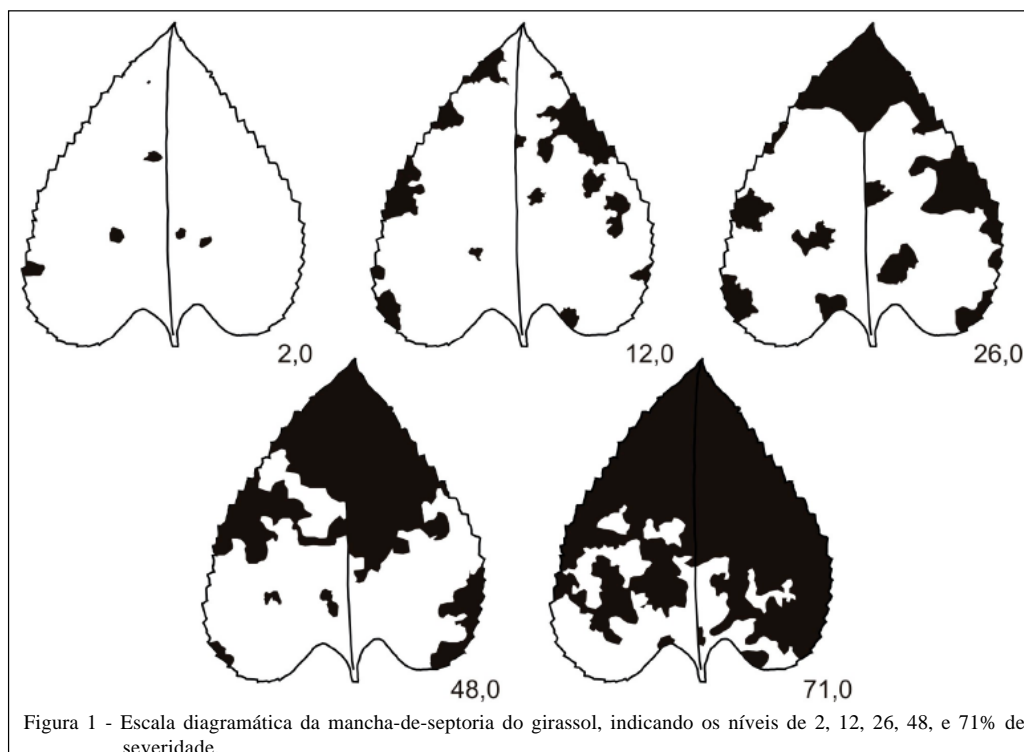 2,0
12,0
26,0
48,0
71,0
Figura 1 - Escala diagramática da mancha-de-septoria do girassol, indicando os níveis de 2, 12, 26, 48, e 71% de
severidade